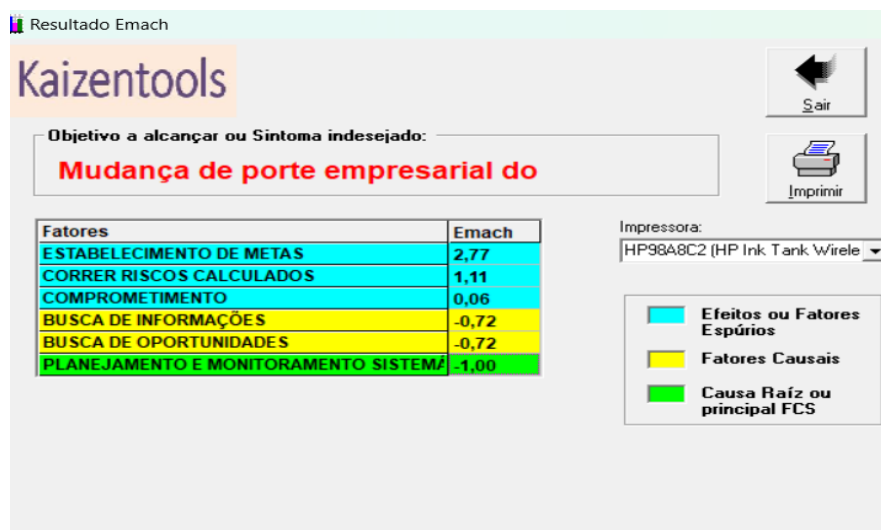 Resultado Emach
Kaizentools
Sair
Objetivo a alcançar ou Sintoma indesejado:
Mudança de porte empresarial do
Imprimir
Fatores Emach
ESTABELECIMENTO DE METAS 2,77
CORRER RISCOS CALCULADOS 1,11
COMPROMETIMENTO 0,06
BUSCA DE INFORMAÇÕES -0,72
BUSCA DE OPORTUNIDADES -0,72
PLANEJAMENTO E MONITORAMENTO SISTEMÁ -1,00
Impressora:
HP98A8C2 (HP Ink Tank Wirele
Efeitos ou Fatores
Espúrios
Fatores Causais
Causa Raíz ou
principal FCS